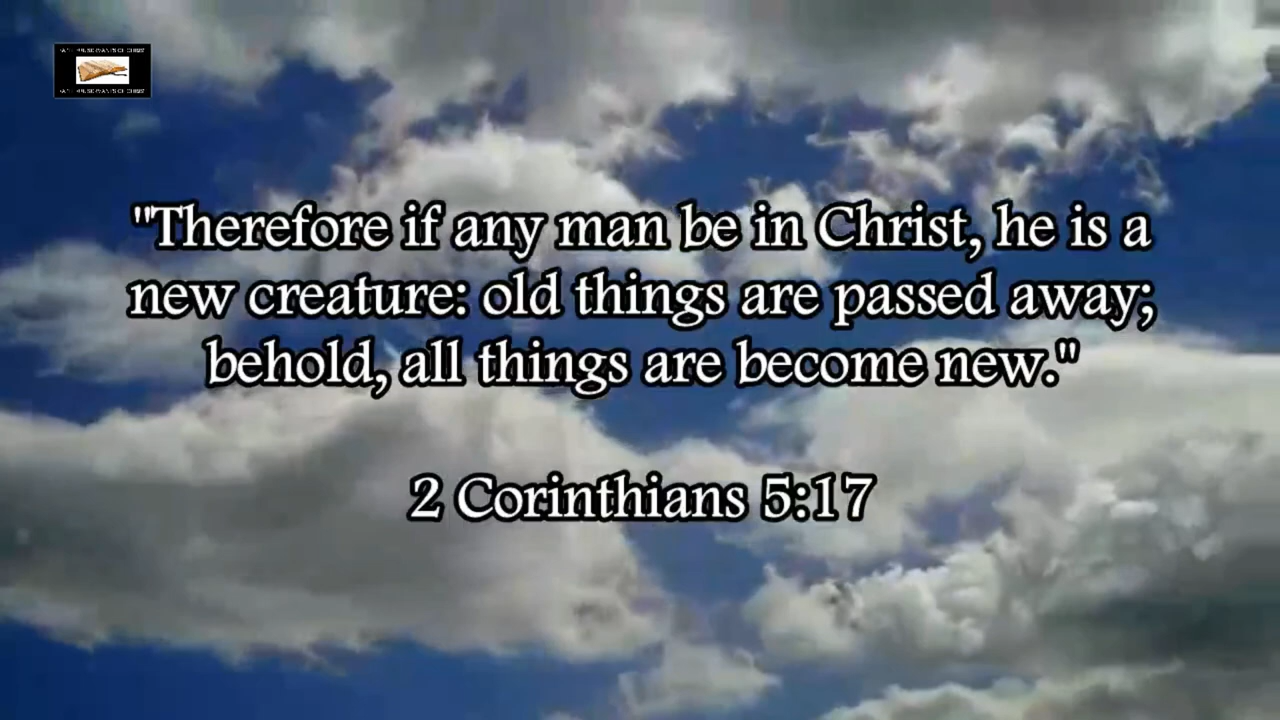 "Therefore if any man be in Christ, he is a
new creature: old things are passed away;
behold, all things are become new."
2 Corinthians 5:17